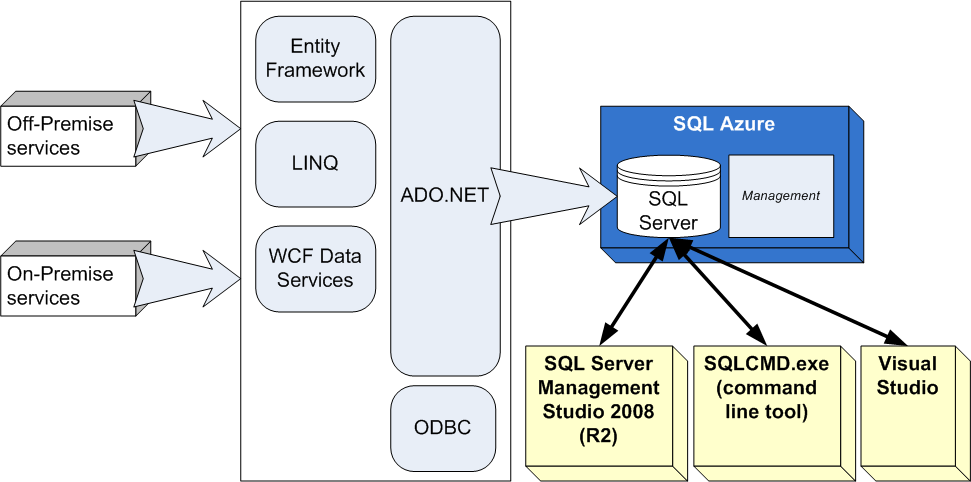 Off-Premise
services
On-Premise
services
Entity
Framework
LINQ
WCF Data
Services
ADO.NET
ODBC
SQL Azure
SQL
Server
Management
SQL Server
Management
Studio 2008
(R2)
SQLCMD.exe
(command
line tool)
Visual
Studio